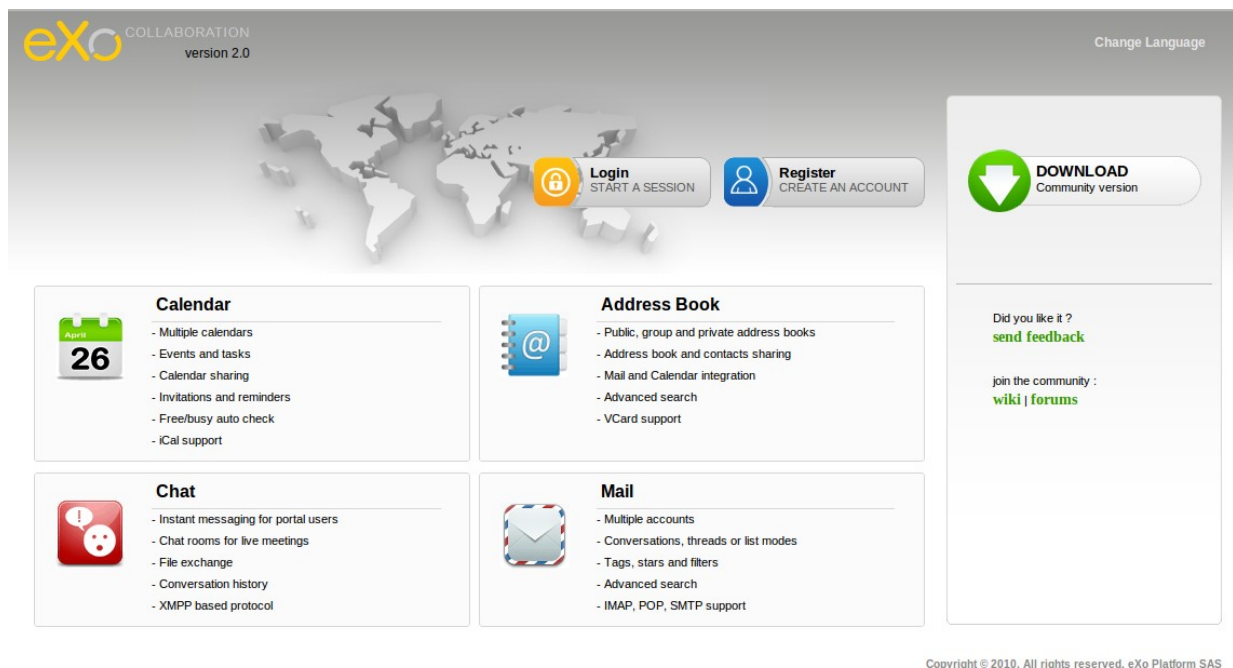 eXo COLLABORATION
version 2.0
Change Language
Login
START A SESSION
Register
CREATE AN ACCOUNT
DOWNLOAD
Community version
Calendar
April
26
- Multiple calendars
- Events and tasks
- Calendar sharing
- Invitations and reminders
- Free/busy auto check
- iCal support
Address Book
@
- Public, group and private address books
- Address book and contacts sharing
- Mail and Calendar integration
- Advanced search
- VCard support
Did you like it ?
send feedback
join the community :
wiki | forums
Chat
!
- Instant messaging for portal users
- Chat rooms for live meetings
- File exchange
- Conversation history
- XMPP based protocol
Mail
- Multiple accounts
- Conversations, threads or list modes
- Tags, stars and filters
- Advanced search
- IMAP, POP, SMTP support
Copyright © 2010. All rights reserved. eXo Platform SAS